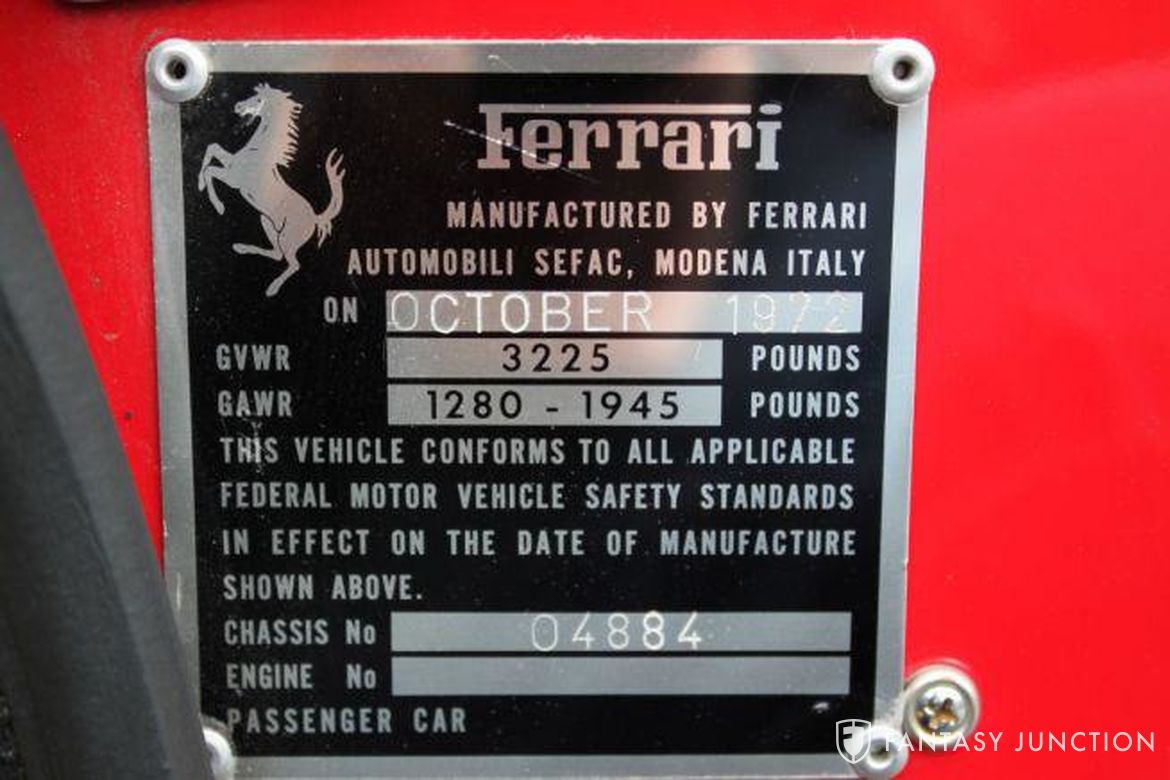 Ferrari
MANUFACTURED BY FERRARI
AUTOMOBILI SEFAC, MODENA ITALY
ON OCTOBER 1972
GVWR 3225 POUNDS
GAWR 1280 - 1945 POUNDS
THIS VEHICLE CONFORMS TO ALL APPLICABLE
FEDERAL MOTOR VEHICLE SAFETY STANDARDS
IN EFFECT ON THE DATE OF MANUFACTURE
SHOWN ABOVE.
CHASSIS No 04884
ENGINE No
PASSENGER CAR
FANTASY JUNCTION